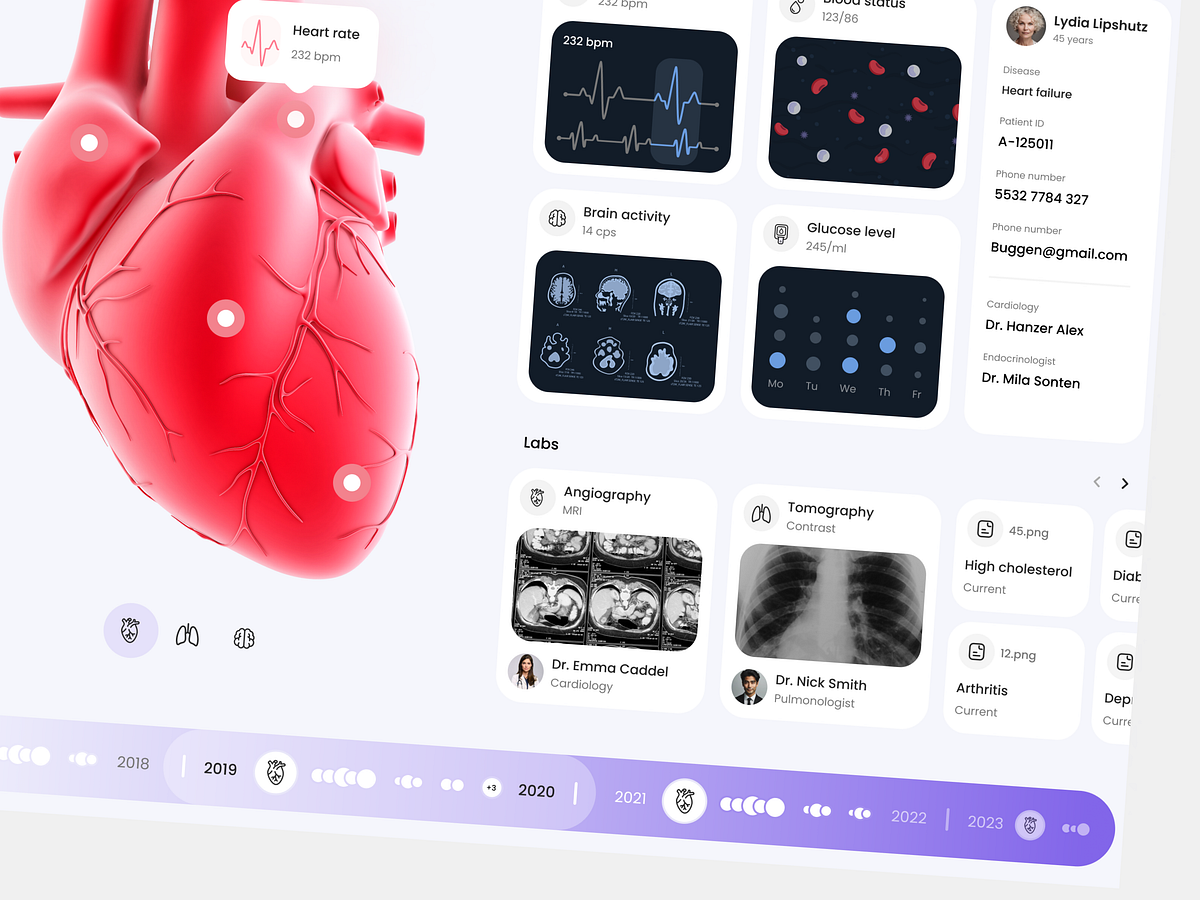 Heart rate
232 bpm
232 bpm
232 bpm
Blood status
123/86
Brain activity
14 cps
Glucose level
245/ml
Mo
Tu
We
Th
Fr
Lydia Lipshutz
45 years
Disease
Heart failure
Patient ID
A-125011
Phone number
5532 7784 327
Phone number
Buggen@gmail.com
Cardiology
Dr. Hanzer Alex
Endocrinologist
Dr. Mila Sonten
Labs
Angiography
MRI
Dr. Emma Caddel
Cardiology
Tomography
Contrast
Dr. Nick Smith
Pulmonologist
45.png
High cholesterol
Current
12.png
Arthritis
Current
Diab
Curre
Depr
Curre
2018
2019
+3
2020
2021
2022
2023